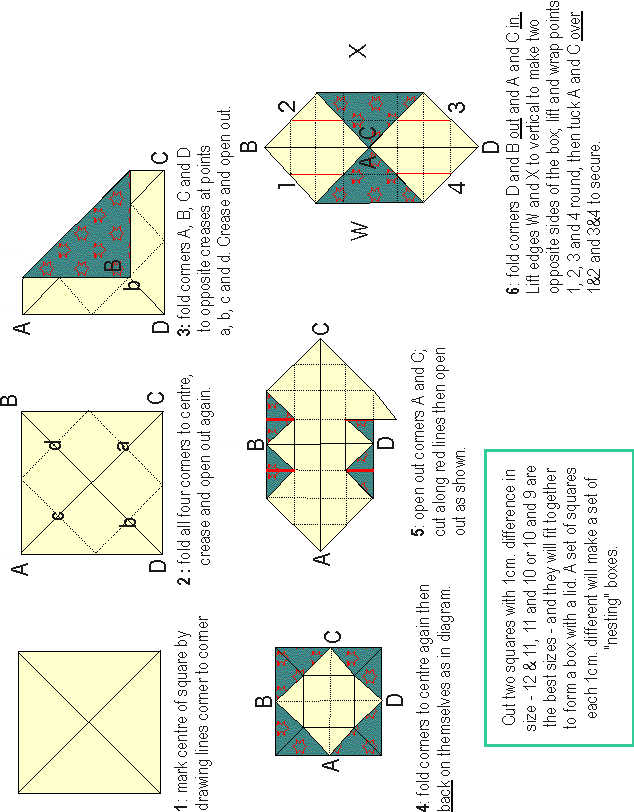 1: mark centre of square by
drawing lines corner to corner
A
B
C
D
c
d
b
a
2: fold all four corners to centre,
crease and open out again.
A
C
B
b
D
3: fold corners A, B, C and D
to opposite creases at points
a, b, c and d. Crease and open out.
B
A
C
D
4: fold corners to centre again then
back on themselves as in diagram.
B
A
C
D
5: open out corners A and C;
cut along red lines then open
out as shown.
W
X
B
1
2
A
C
4
3
D
6: fold corners D and B out and A and C in.
Lift edges W and X to vertical to make two
opposite sides of the box; lift and wrap points
1, 2, 3 and 4 round, then tuck A and C over
1&2 and 3&4 to secure.
Cut two squares with 1cm. difference in
size - 12 & 11, 11 and 10 or 10 and 9 are
the best sizes - and they will fit together
to form a box with a lid. A set of squares
each 1cm. different will make a set of
"nesting" boxes.